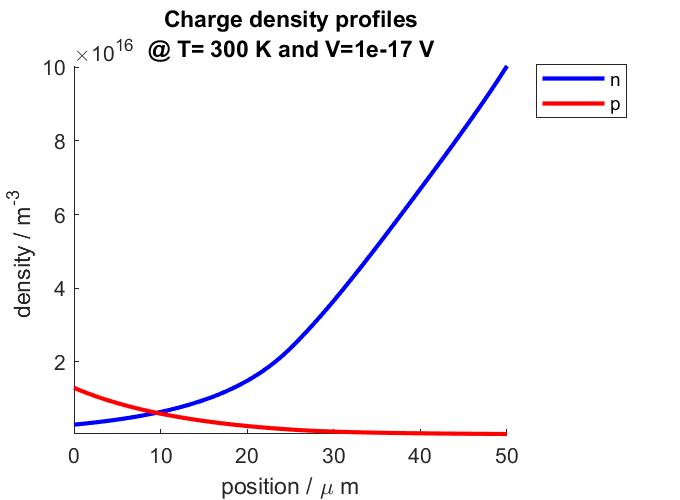 Charge density profiles
@ T= 300 K and V=1e-17 V
×10^16
10
8
6
4
2
density / m^-3
0 10 20 30 40 50
position / μ m
n
p